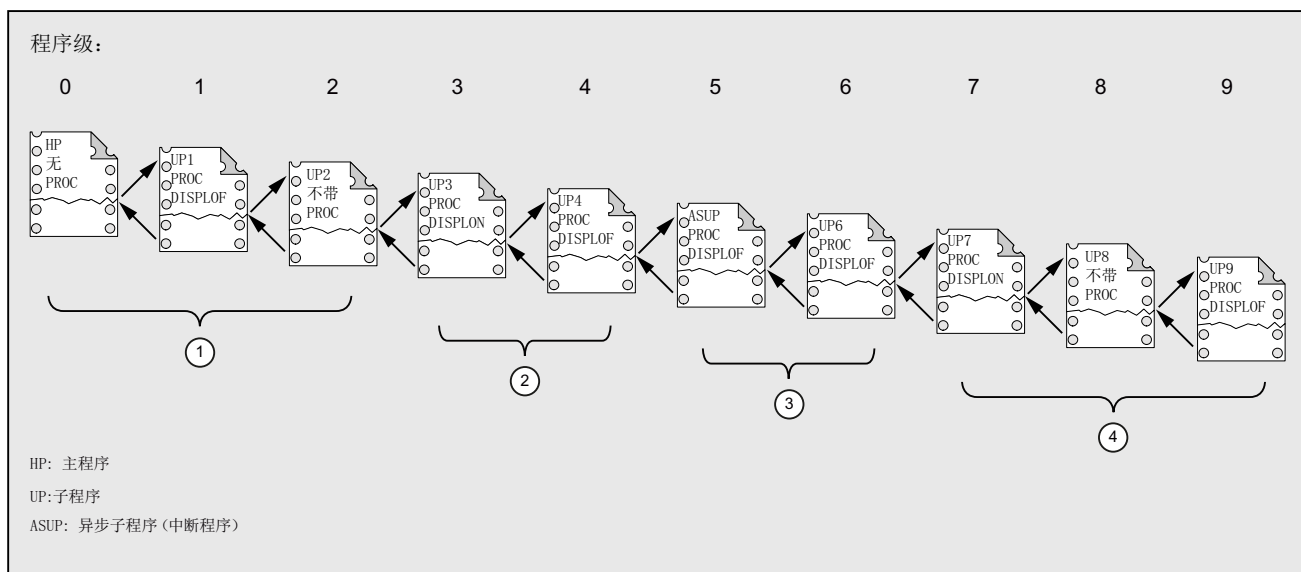 程序级：
0 1 2 3 4 5 6 7 8 9
HP
无
PROC
UP1
PROC
DISPLOF
UP2
不带
PROC
UP3
PROC
DISPLON
UP4
PROC
DISPLOF
ASUP
PROC
DISPLOF
UP6
PROC
DISPLOF
UP7
PROC
DISPLON
UP8
不带
PROC
UP9
PROC
DISPLOF
1
2
3
4
HP: 主程序
UP:子程序
ASUP: 异步子程序(中断程序)